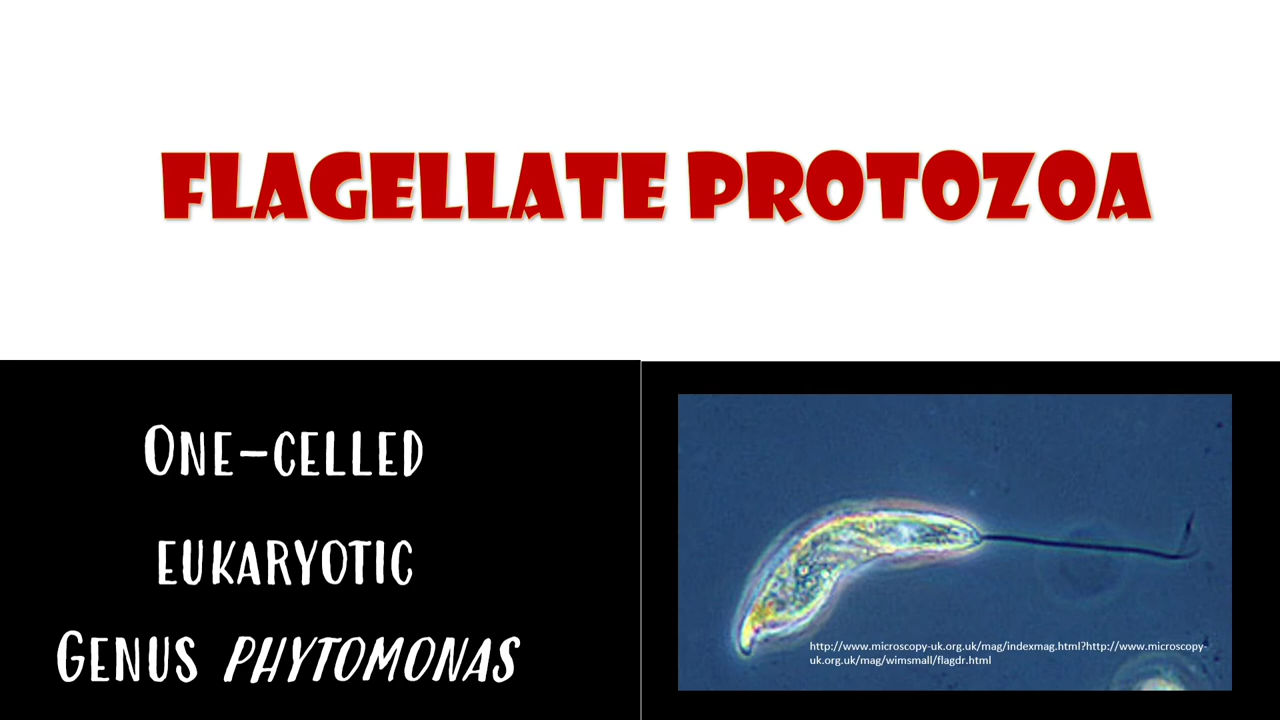 FLAGELLATE PROTOZOA
ONE-CELLED
EUKARYOTIC
GENUS PHYTOMONAS
http://www.microscopy-uk.org.uk/mag/indexmag.html?http://www.microscopy-
uk.org.uk/mag/wimsmall/flagdr.html